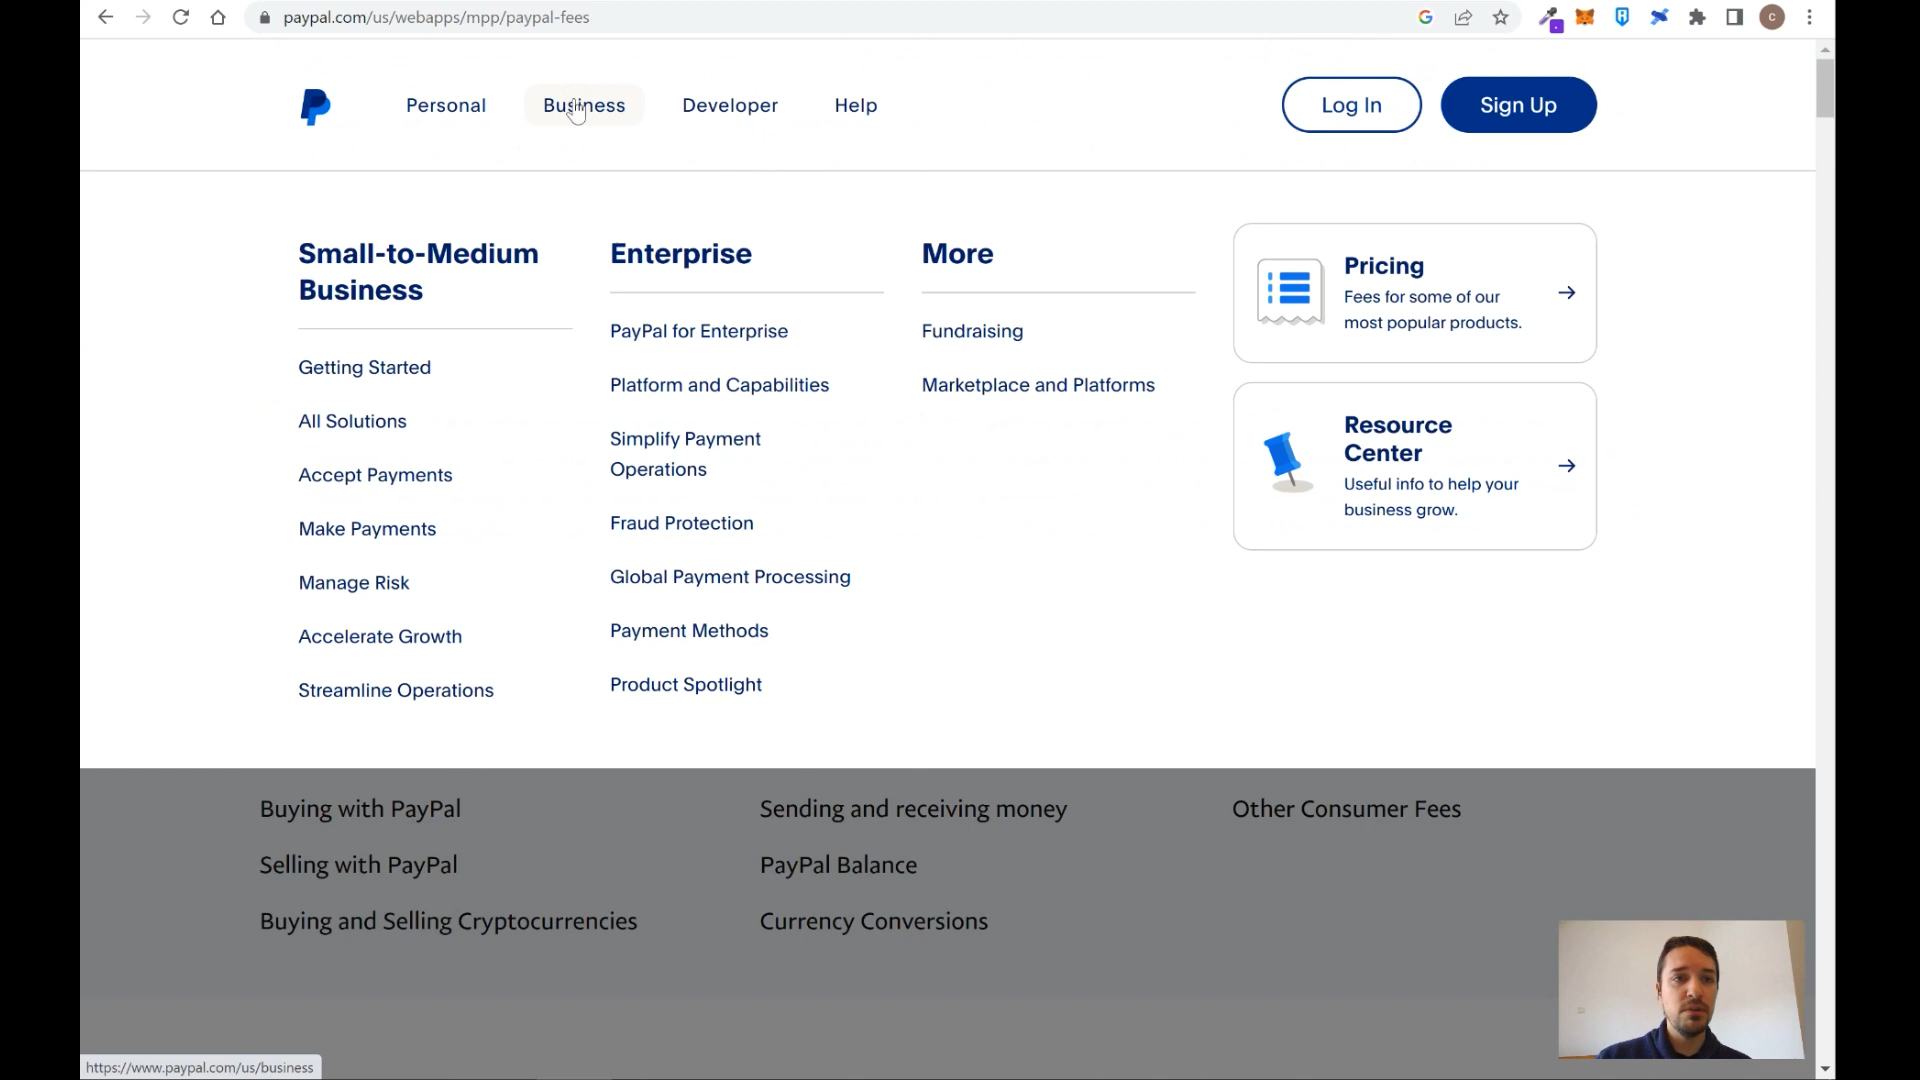 paypal.com/us/webapps/mpp/paypal-fees
C
Personal
Business
Developer
Help
Log In
Sign Up
Small-to-Medium
Business
Getting Started
All Solutions
Accept Payments
Make Payments
Manage Risk
Accelerate Growth
Streamline Operations
Enterprise
PayPal for Enterprise
Platform and Capabilities
Simplify Payment
Operations
Fraud Protection
Global Payment Processing
Payment Methods
Product Spotlight
More
Fundraising
Marketplace and Platforms
Pricing
Fees for some of our
most popular products.
Resource
Center
Useful info to help your
business grow.
Buying with PayPal
Sending and receiving money
Other Consumer Fees
Selling with PayPal
PayPal Balance
Buying and Selling Cryptocurrencies
Currency Conversions
https://www.paypal.com/us/business